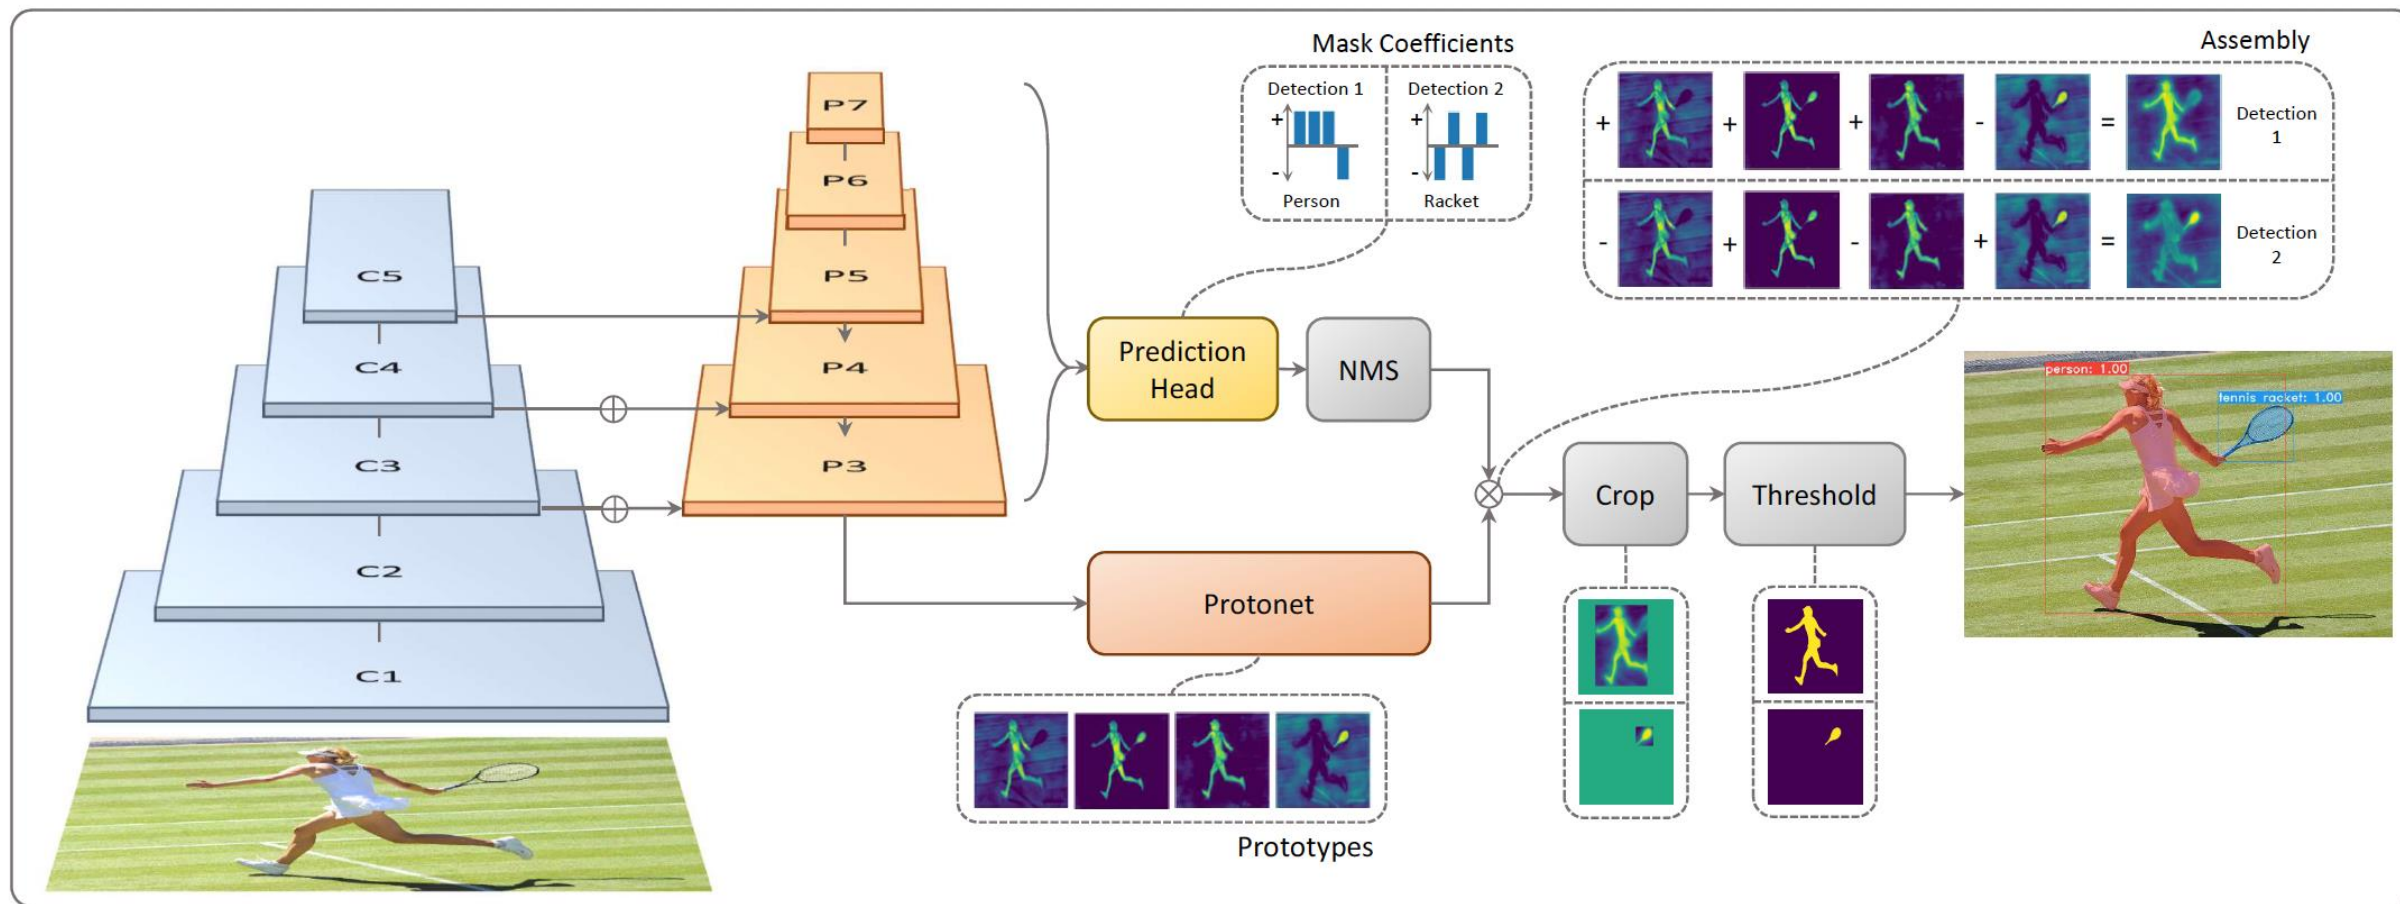 Mask Coefficients
Detection 1
Detection 2
+
-
+
-
Person
Racket
Assembly
+ + + - = Detection 1
- + - + = Detection 2
C5
C4
C3
C2
C1
P7
P6
P5
P4
P3
Prediction
Head
NMS
Protonet
Prototypes
Crop
Threshold
person: 1.00
tennis racket: 1.00